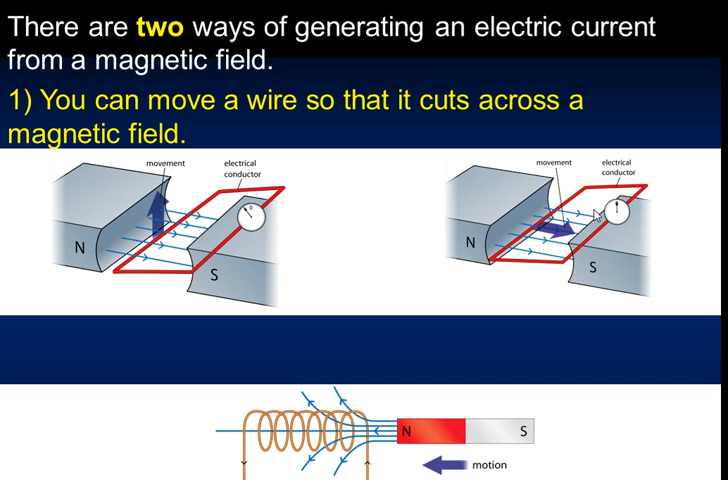 There are two ways of generating an electric current
from a magnetic field.
1) You can move a wire so that it cuts across a
magnetic field.
movement
electrical
conductor
N
S
0
movement
electrical
conductor
N
S
N
S
motion